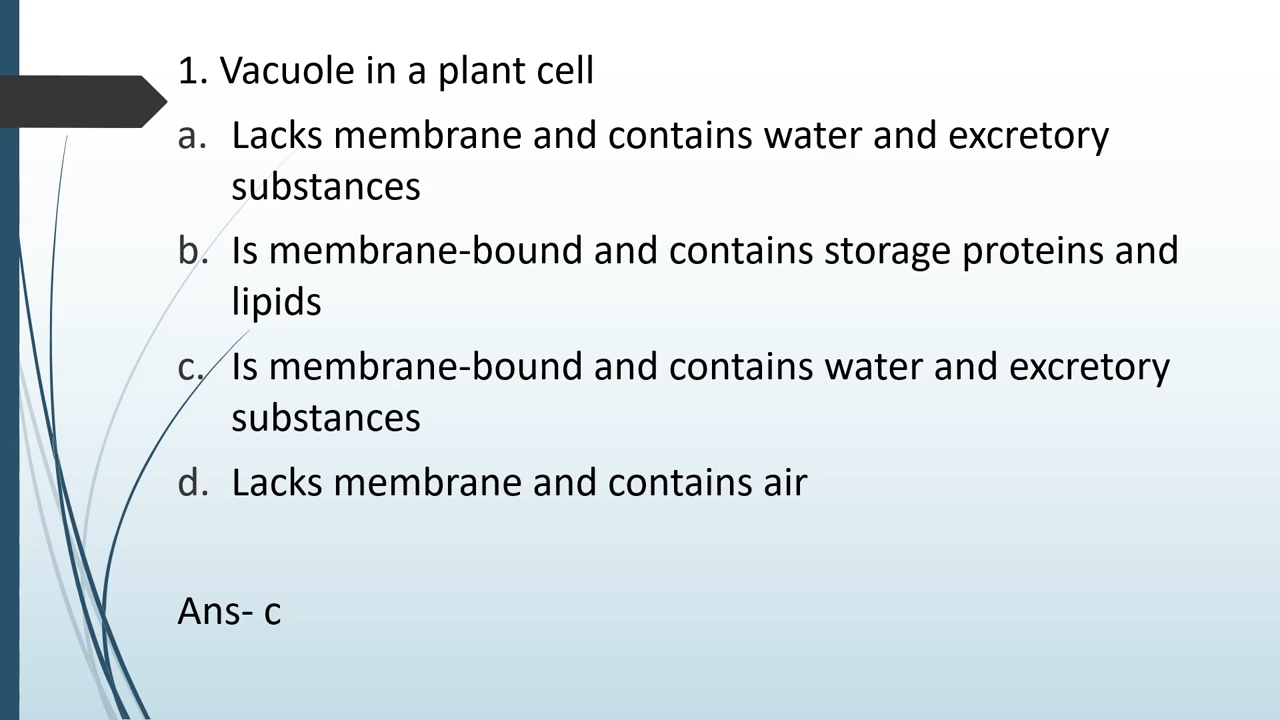 1. Vacuole in a plant cell
a. Lacks membrane and contains water and excretory
substances
b. Is membrane-bound and contains storage proteins and
lipids
c. Is membrane-bound and contains water and excretory
substances
d. Lacks membrane and contains air
Ans- c